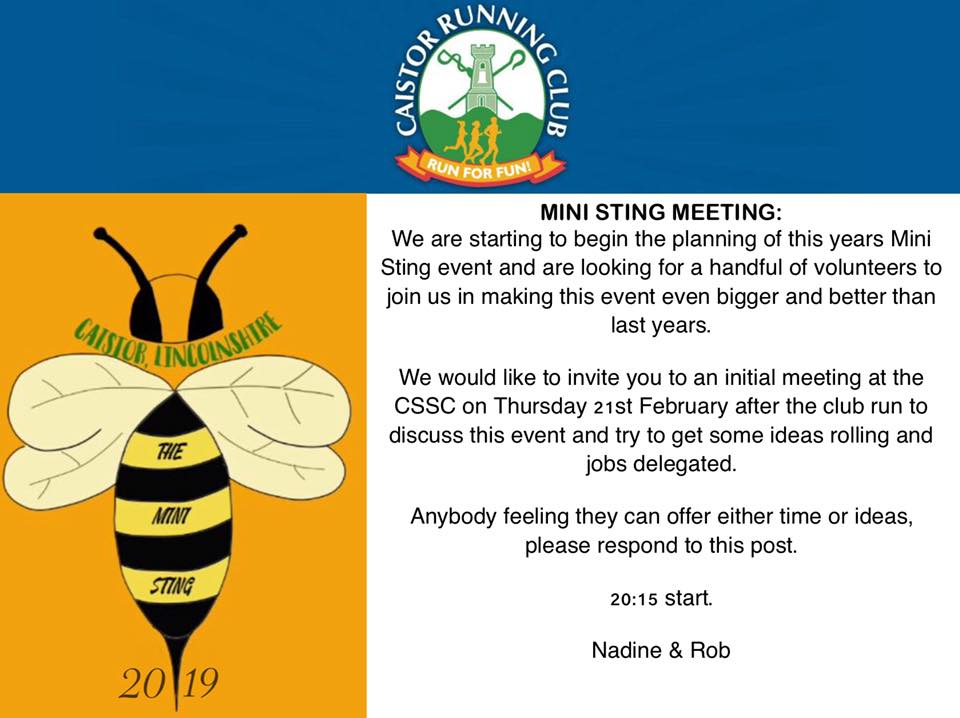 CAISTOR RUNNING CLUB
RUN FOR FUN!
CAISTOR, LINCOLNSHIRE
THE
MINI
STING
2019
MINI STING MEETING:
We are starting to begin the planning of this years Mini
Sting event and are looking for a handful of volunteers to
join us in making this event even bigger and better than
last years.
We would like to invite you to an initial meeting at the
CSSC on Thursday 21st February after the club run to
discuss this event and try to get some ideas rolling and
jobs delegated.
Anybody feeling they can offer either time or ideas,
please respond to this post.
20:15 start.
Nadine & Rob